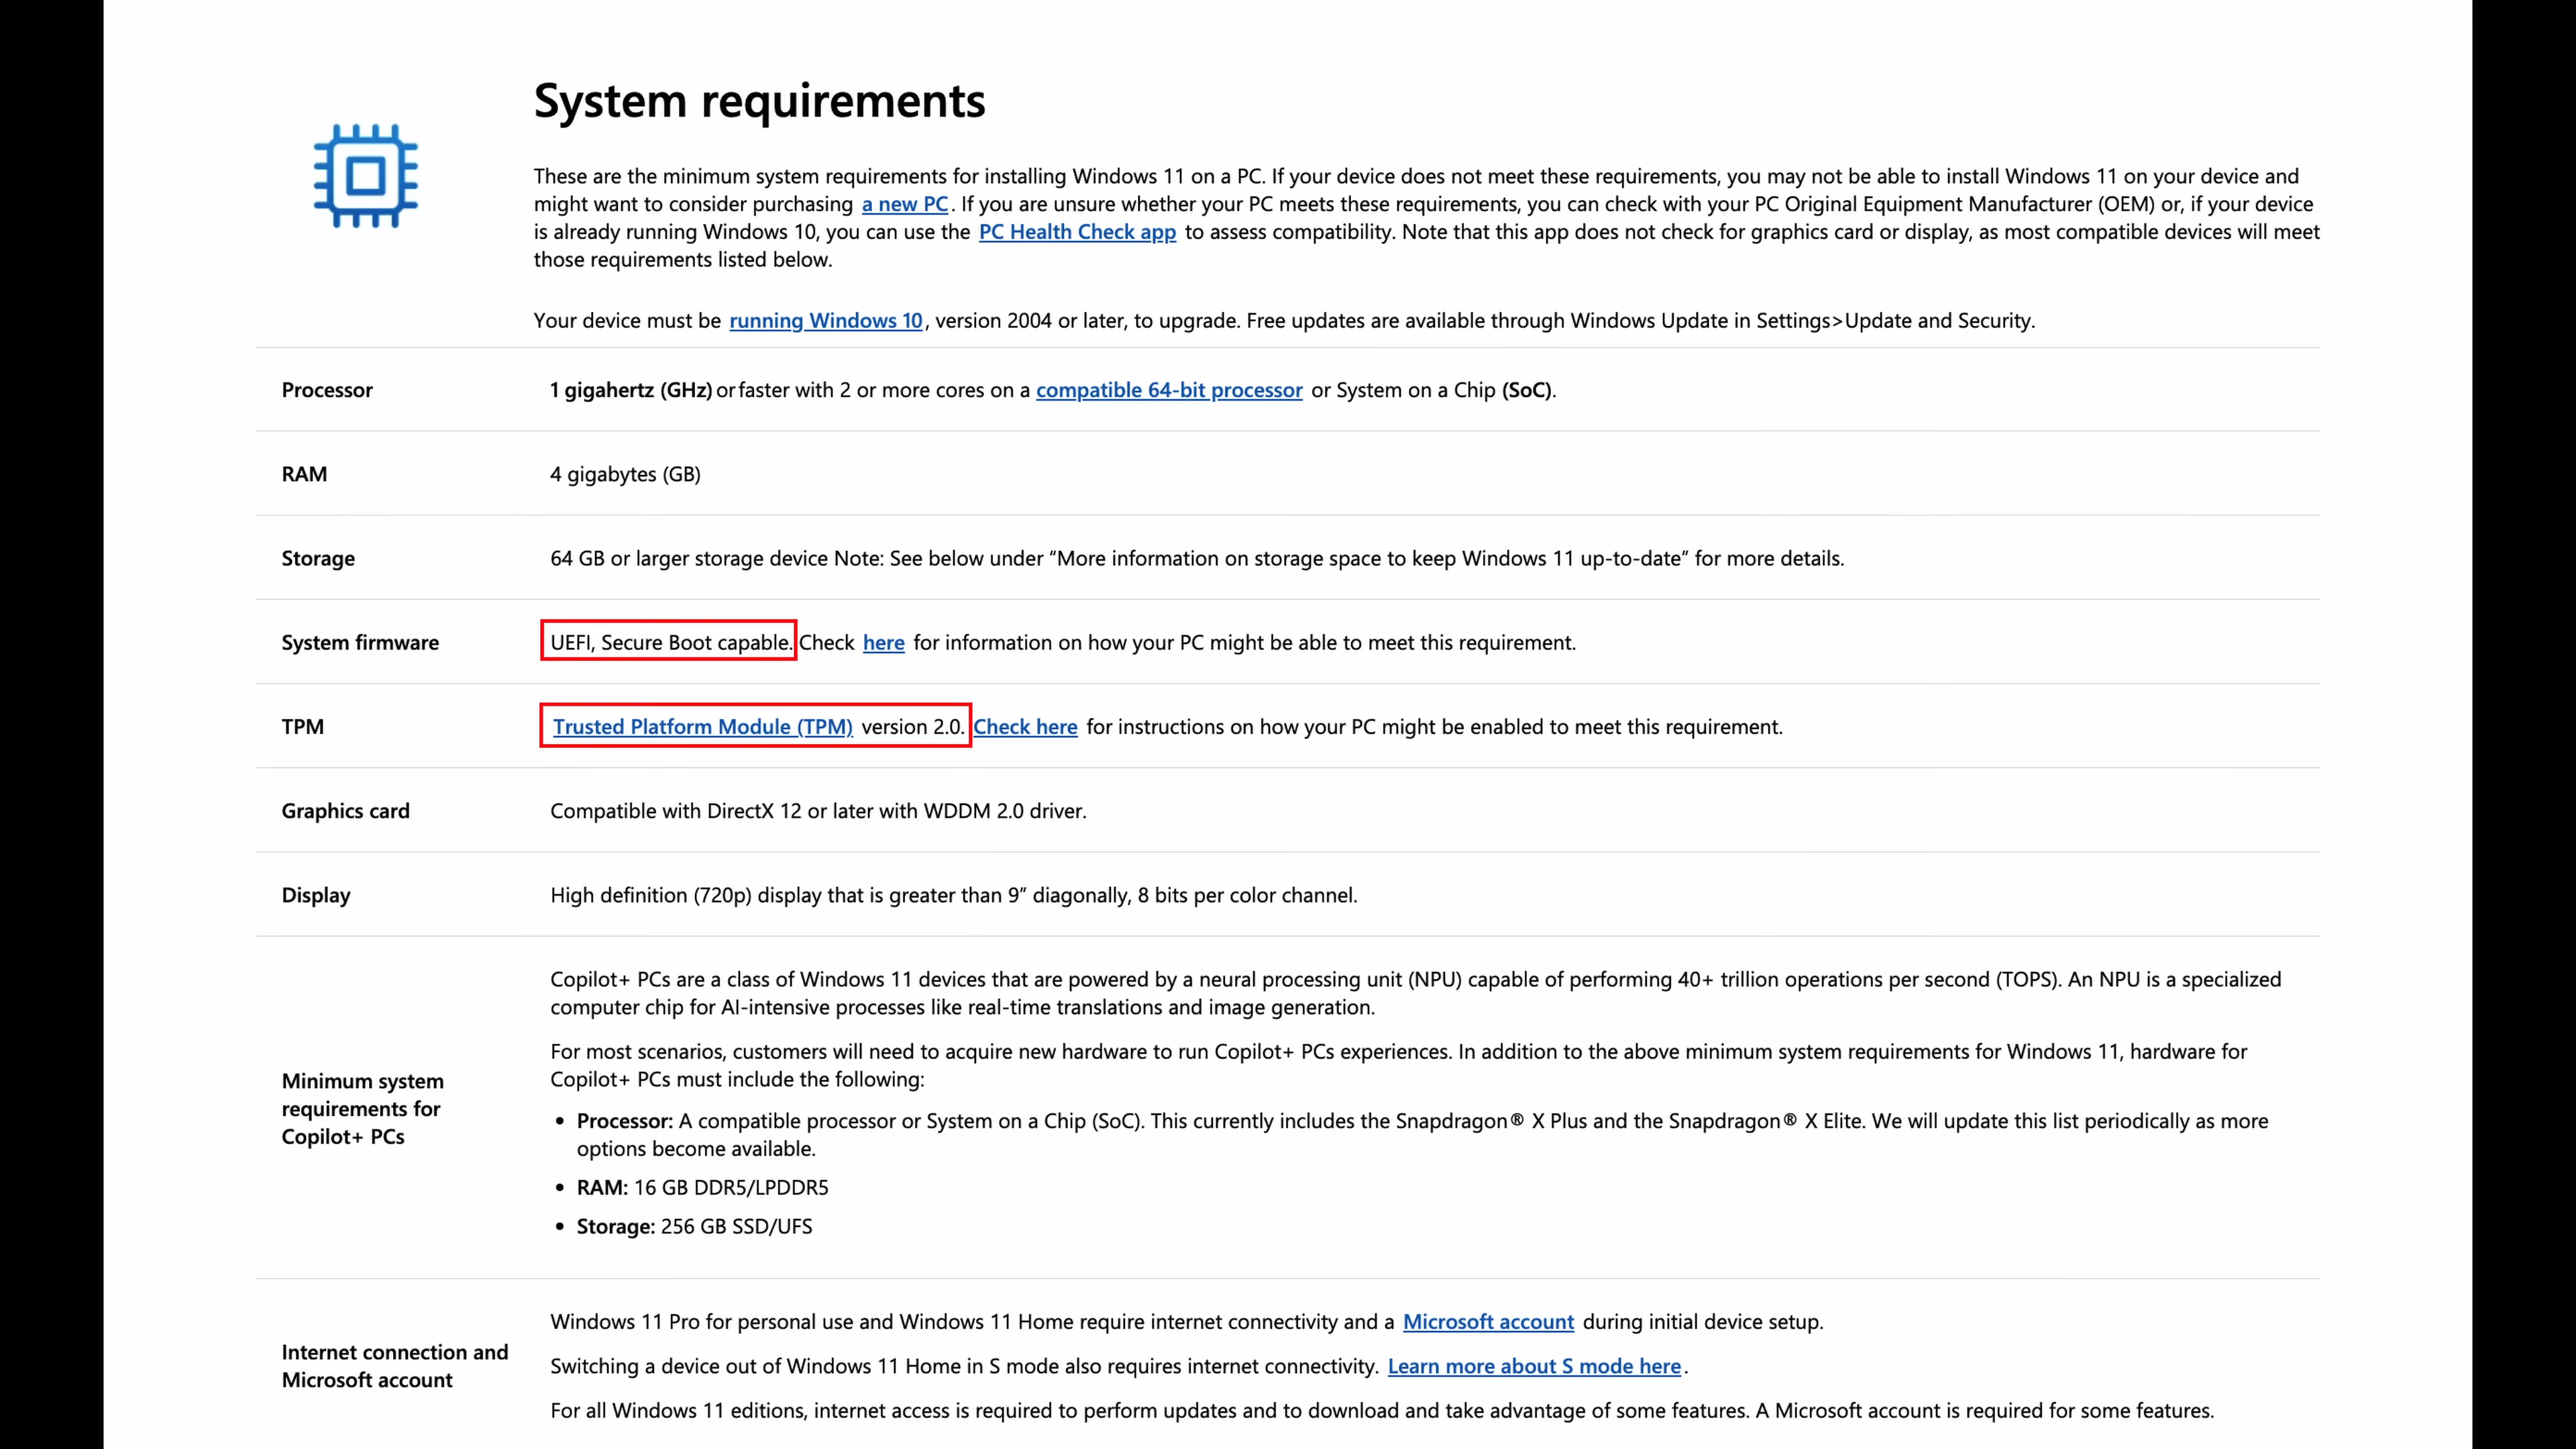 System requirements
These are the minimum system requirements for installing Windows 11 on a PC. If your device does not meet these requirements, you may not be able to install Windows 11 on your device and
might want to consider purchasing a new PC. If you are unsure whether your PC meets these requirements, you can check with your PC Original Equipment Manufacturer (OEM) or, if your device
is already running Windows 10, you can use the PC Health Check app to assess compatibility. Note that this app does not check for graphics card or display, as most compatible devices will meet
those requirements listed below.
Your device must be running Windows 10, version 2004 or later, to upgrade. Free updates are available through Windows Update in Settings>Update and Security.
Processor
1 gigahertz (GHz) or faster with 2 or more cores on a compatible 64-bit processor or System on a Chip (SoC).
RAM
4 gigabytes (GB)
Storage
64 GB or larger storage device Note: See below under “More information on storage space to keep Windows 11 up-to-date” for more details.
System firmware
UEFI, Secure Boot capable. Check here for information on how your PC might be able to meet this requirement.
TPM
Trusted Platform Module (TPM) version 2.0. Check here for instructions on how your PC might be enabled to meet this requirement.
Graphics card
Compatible with DirectX 12 or later with WDDM 2.0 driver.
Display
High definition (720p) display that is greater than 9” diagonally, 8 bits per color channel.
Minimum system
requirements for
Copilot+ PCs
Copilot+ PCs are a class of Windows 11 devices that are powered by a neural processing unit (NPU) capable of performing 40+ trillion operations per second (TOPS). An NPU is a specialized
computer chip for AI-intensive processes like real-time translations and image generation.
For most scenarios, customers will need to acquire new hardware to run Copilot+ PCs experiences. In addition to the above minimum system requirements for Windows 11, hardware for
Copilot+ PCs must include the following:
• Processor: A compatible processor or System on a Chip (SoC). This currently includes the Snapdragon® X Plus and the Snapdragon® X Elite. We will update this list periodically as more
options become available.
• RAM: 16 GB DDR5/LPDDR5
• Storage: 256 GB SSD/UFS
Internet connection and
Microsoft account
Windows 11 Pro for personal use and Windows 11 Home require internet connectivity and a Microsoft account during initial device setup.
Switching a device out of Windows 11 Home in S mode also requires internet connectivity. Learn more about S mode here.
For all Windows 11 editions, internet access is required to perform updates and to download and take advantage of some features. A Microsoft account is required for some features.